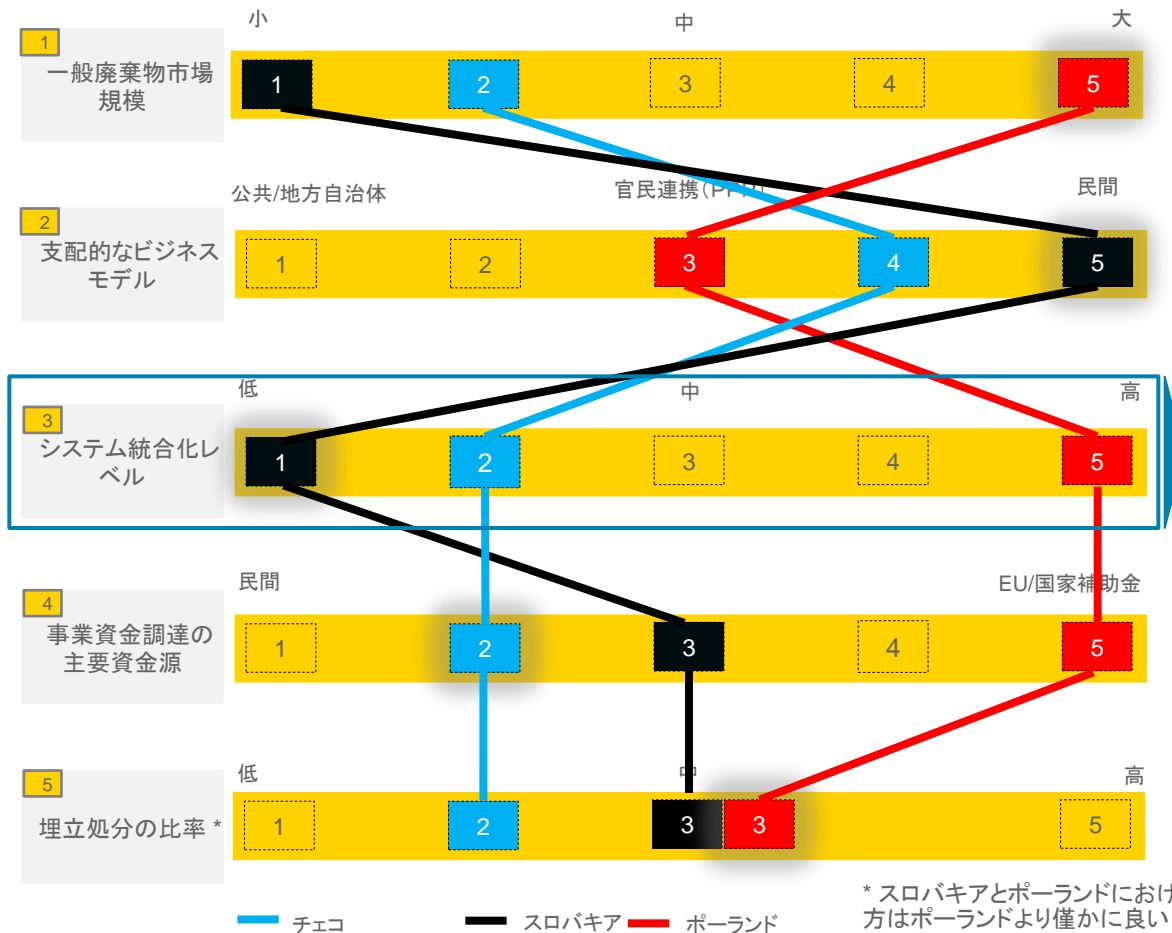 小 中 大
1
一般廃棄物市場
規模
1 2 3 4 5
公共/地方自治体 官民連携(PPP) 民間
2
支配的なビジネス
モデル
1 2 3 4 5
低 中 高
3
システム統合化レ
ベル
1 2 3 4 5
民間 EU/国家補助金
4
事業資金調達の
主要資金源
1 2 3 4 5
低 中 高
5
埋立処分の比率 *
1 2 3 3 5
チェコ スロバキア ポーランド
* スロバキアとポーランドにおけ
方はポーランドより僅かに良い